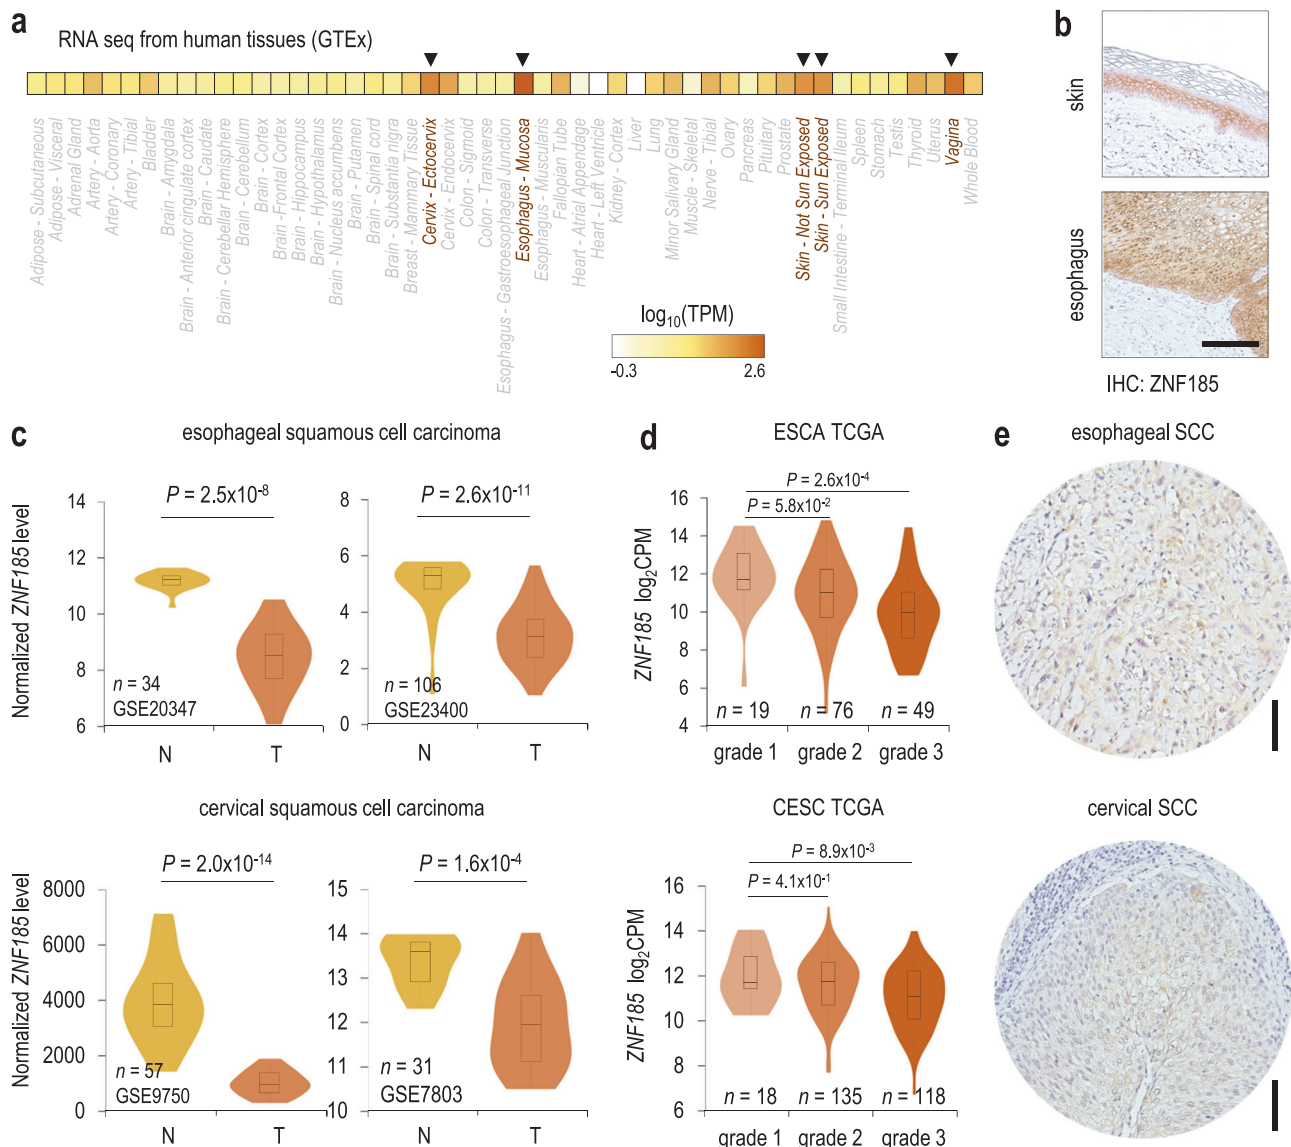 a
RNA seq from human tissues (GTEx)
Adipose - Subcutaneous
Adipose - Visceral
Adrenal Gland
Artery - Aorta
Artery - Coronary
Artery - Tibial
Bladder
Brain - Amygdala
Brain - Anterior cingulate cortex
Brain - Caudate
Brain - Cerebellar Hemisphere
Brain - Cerebellum
Brain - Cortex
Brain - Frontal Cortex
Brain - Hippocampus
Brain - Hypothalamus
Brain - Nucleus accumbens
Brain - Putamen
Brain - Spinal cord
Brain - Substantia nigra
Breast - Mammary Tissue
Cervix - Ectocervix
Cervix - Endocervix
Colon - Sigmoid
Colon - Transverse
Esophagus - Gastroesophageal Junction
Esophagus - Mucosa
Esophagus - Muscularis
Fallopian Tube
Heart - Atrial Appendage
Heart - Left Ventricle
Kidney - Cortex
Liver
Lung
Minor Salivary Gland
Muscle - Skeletal
Nerve - Tibial
Ovary
Pancreas
Pituitary
Prostate
Skin - Not Sun Exposed
Skin - Sun Exposed
Small Intestine - Terminal Ileum
Spleen
Stomach
Testis
Thyroid
Uterus
Vagina
Whole Blood
log10(TPM)
-0.3 2.6
b
skin
esophagus
IHC: ZNF185
c
esophageal squamous cell carcinoma
Normalized ZNF185 level
14
12
10
8
6
P = 2.5x10-8
n = 34
GSE20347
N T
8
6
4
2
0
P = 2.6x10-11
n = 106
GSE23400
N T
cervical squamous cell carcinoma
Normalized ZNF185 level
8000
6000
4000
2000
0
P = 2.0x10-14
n = 57
GSE9750
N T
15
14
13
12
11
10
P = 1.6x10-4
n = 31
GSE7803
N T
d
ESCA TCGA
ZNF185 log2CPM
16
14
12
10
8
6
4
P = 2.6x10-4
P = 5.8x10-2
n = 19 n = 76 n = 49
grade 1 grade 2 grade 3
CESC TCGA
ZNF185 log2CPM
16
14
12
10
8
6
P = 8.9x10-3
P = 4.1x10-1
n = 18 n = 135 n = 118
grade 1 grade 2 grade 3
e
esophageal SCC
cervical SCC